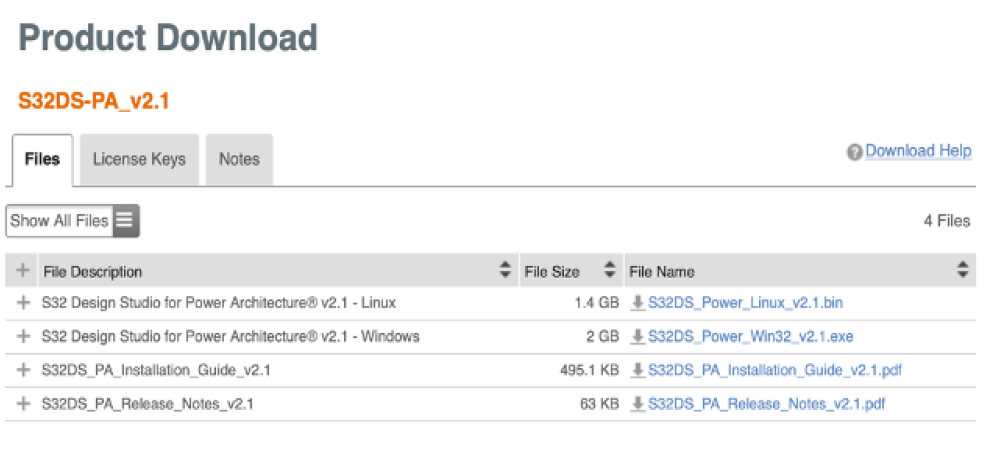 Product Download
S32DS-PA_v2.1
Files License Keys Notes
Download Help
Show All Files
4 Files
File Description File Size File Name
S32 Design Studio for Power Architecture® v2.1 - Linux 1.4 GB S32DS_Power_Linux_v2.1.bin
S32 Design Studio for Power Architecture® v2.1 - Windows 2 GB S32DS_Power_Win32_v2.1.exe
S32DS_PA_Installation_Guide_v2.1 495.1 KB S32DS_PA_Installation_Guide_v2.1.pdf
S32DS_PA_Release_Notes_v2.1 63 KB S32DS_PA_Release_Notes_v2.1.pdf